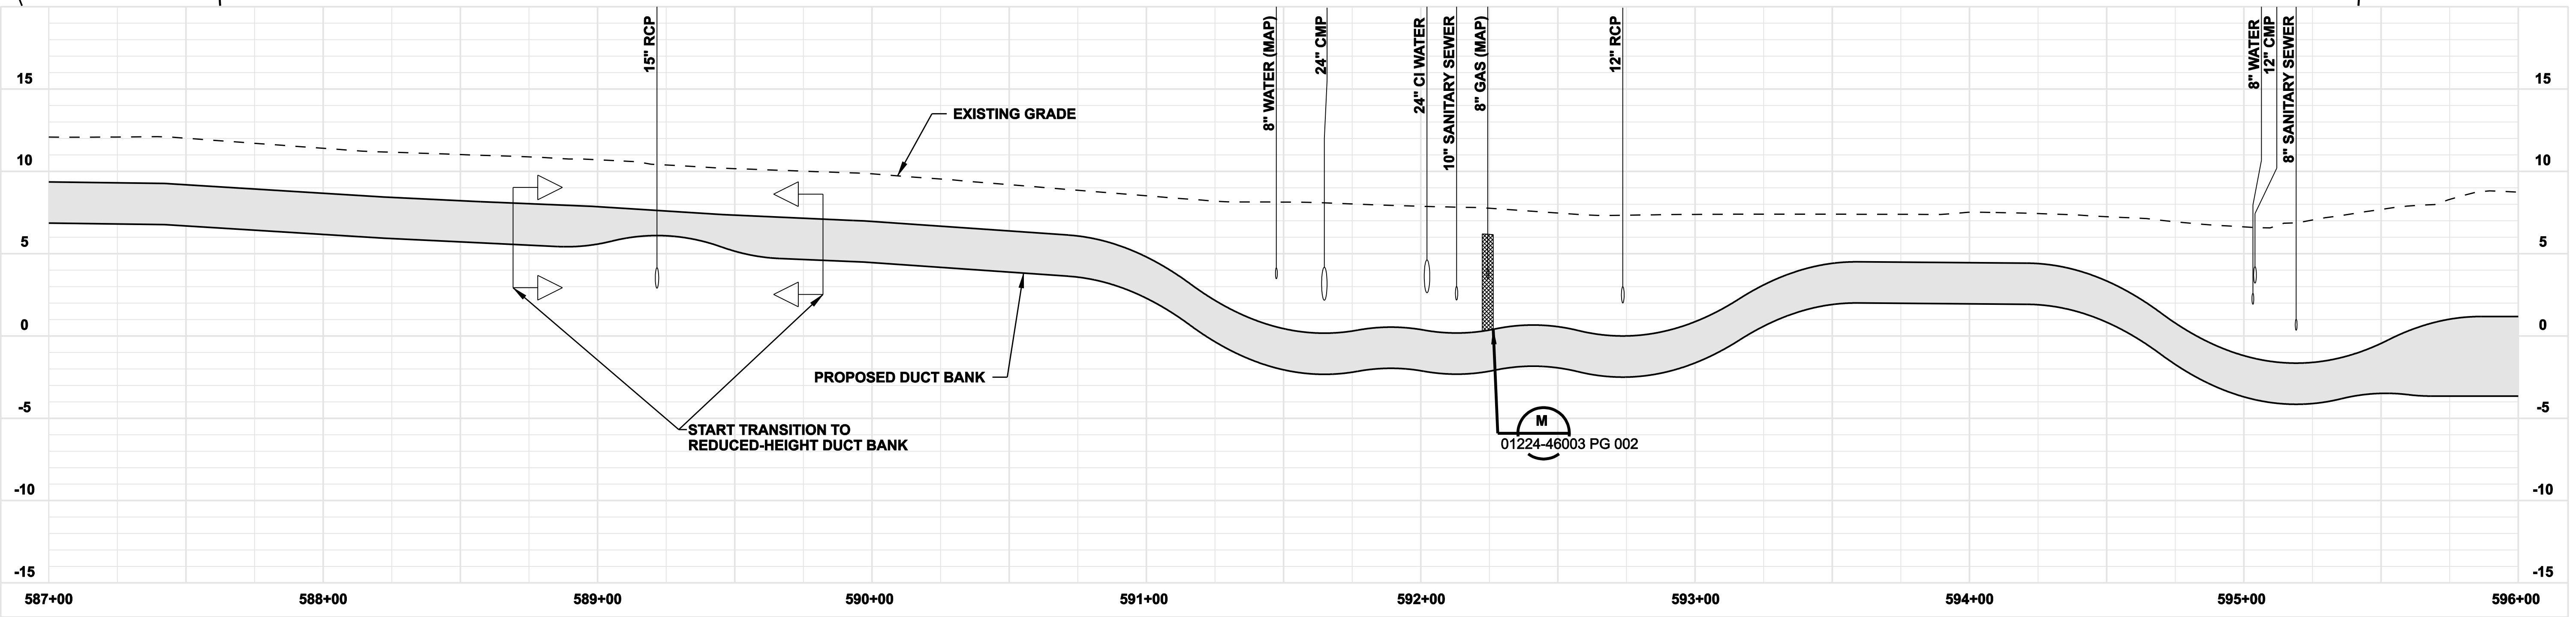 15" RCP
8" WATER (MAP)
24" CMP
24" CI WATER
10" SANITARY SEWER
8" GAS (MAP)
12" RCP
8" WATER
12" CMP
8" SANITARY SEWER
15
15
EXISTING GRADE
10
10
5
5
0
0
PROPOSED DUCT BANK
-5
-5
M
START TRANSITION TO
REDUCED-HEIGHT DUCT BANK
01224-46003 PG 002
-10
-10
-15
-15
587+00
588+00
589+00
590+00
591+00
592+00
593+00
594+00
595+00
596+00